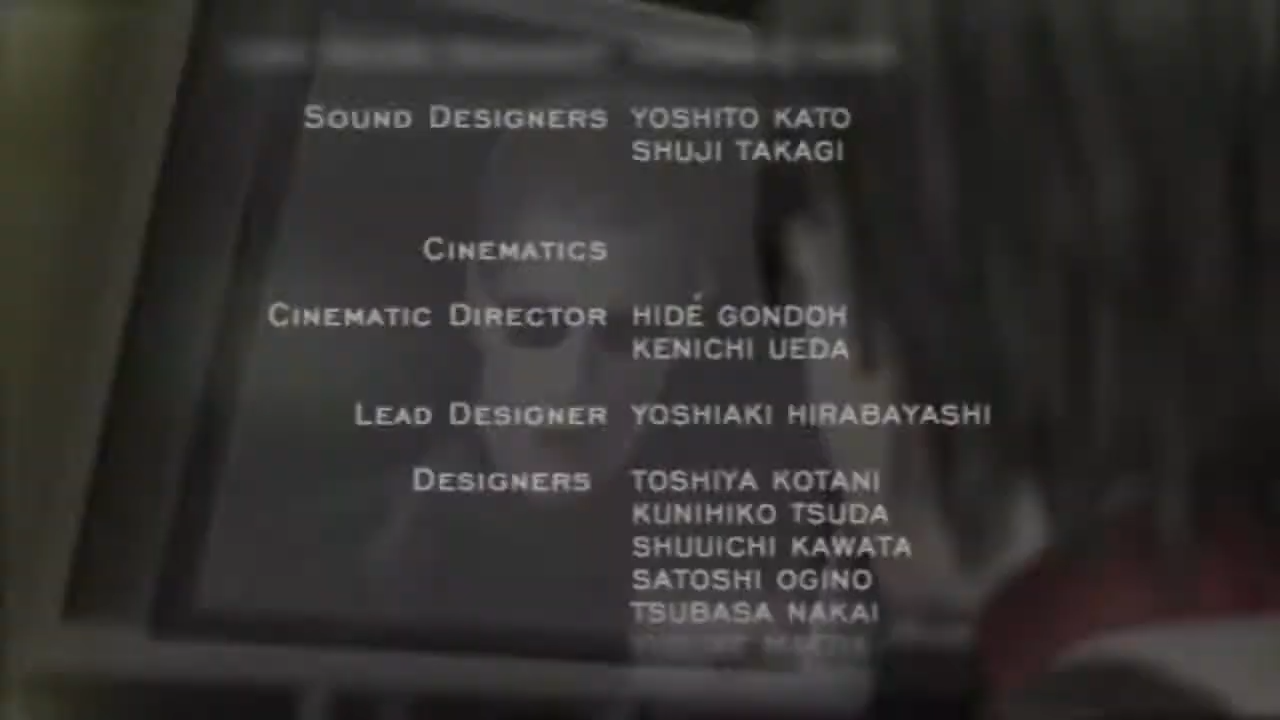 SOUND DESIGNERS YOSHITO KATO
SHUJI TAKAGI
CINEMATICS
CINEMATIC DIRECTOR HIDÉ GONDOH
KENICHI UEDA
LEAD DESIGNER YOSHIAKI HIRABAYASHI
DESIGNERS TOSHIYA KOTANI
KUNIHIKO TSUDA
SHUUICHI KAWATA
SATOSHI OGINO
TSUBASA NAKAI